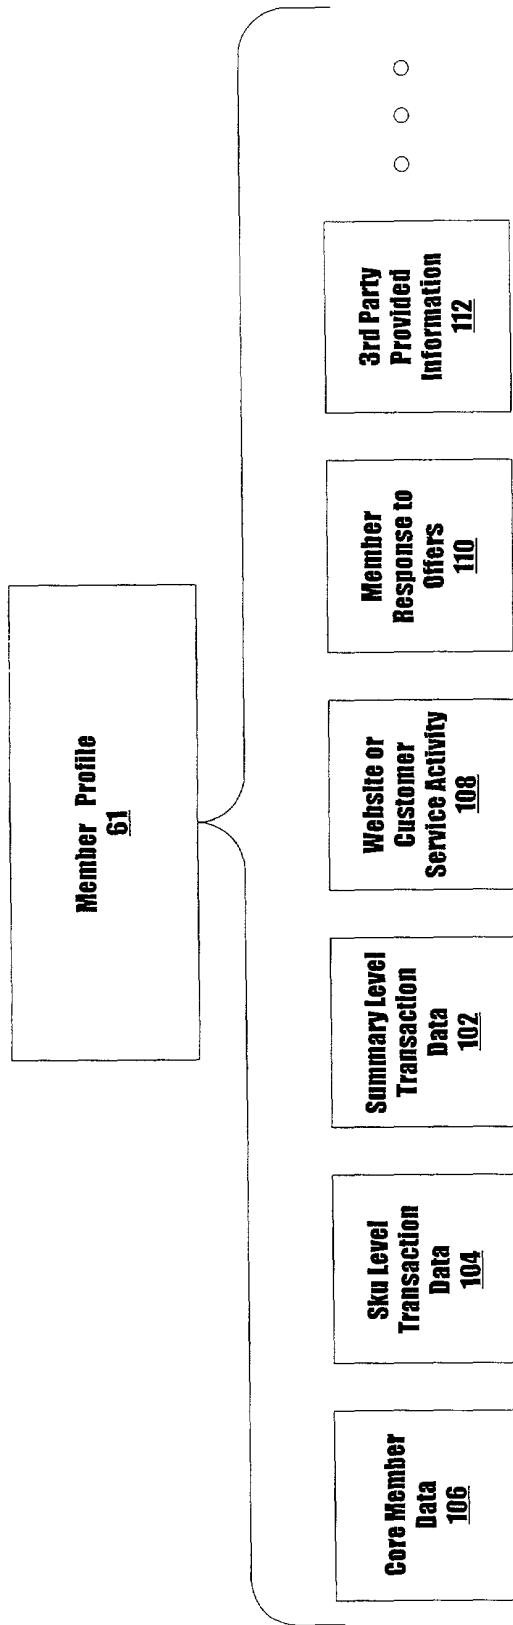 Member Profile
61
Core Member
Data
106
Sku Level
Transaction
Data
104
Summary Level
Transaction
Data
102
Website or
Customer
Service Activity
108
Member
Response to
Offers
110
3rd Party
Provided
Information
112